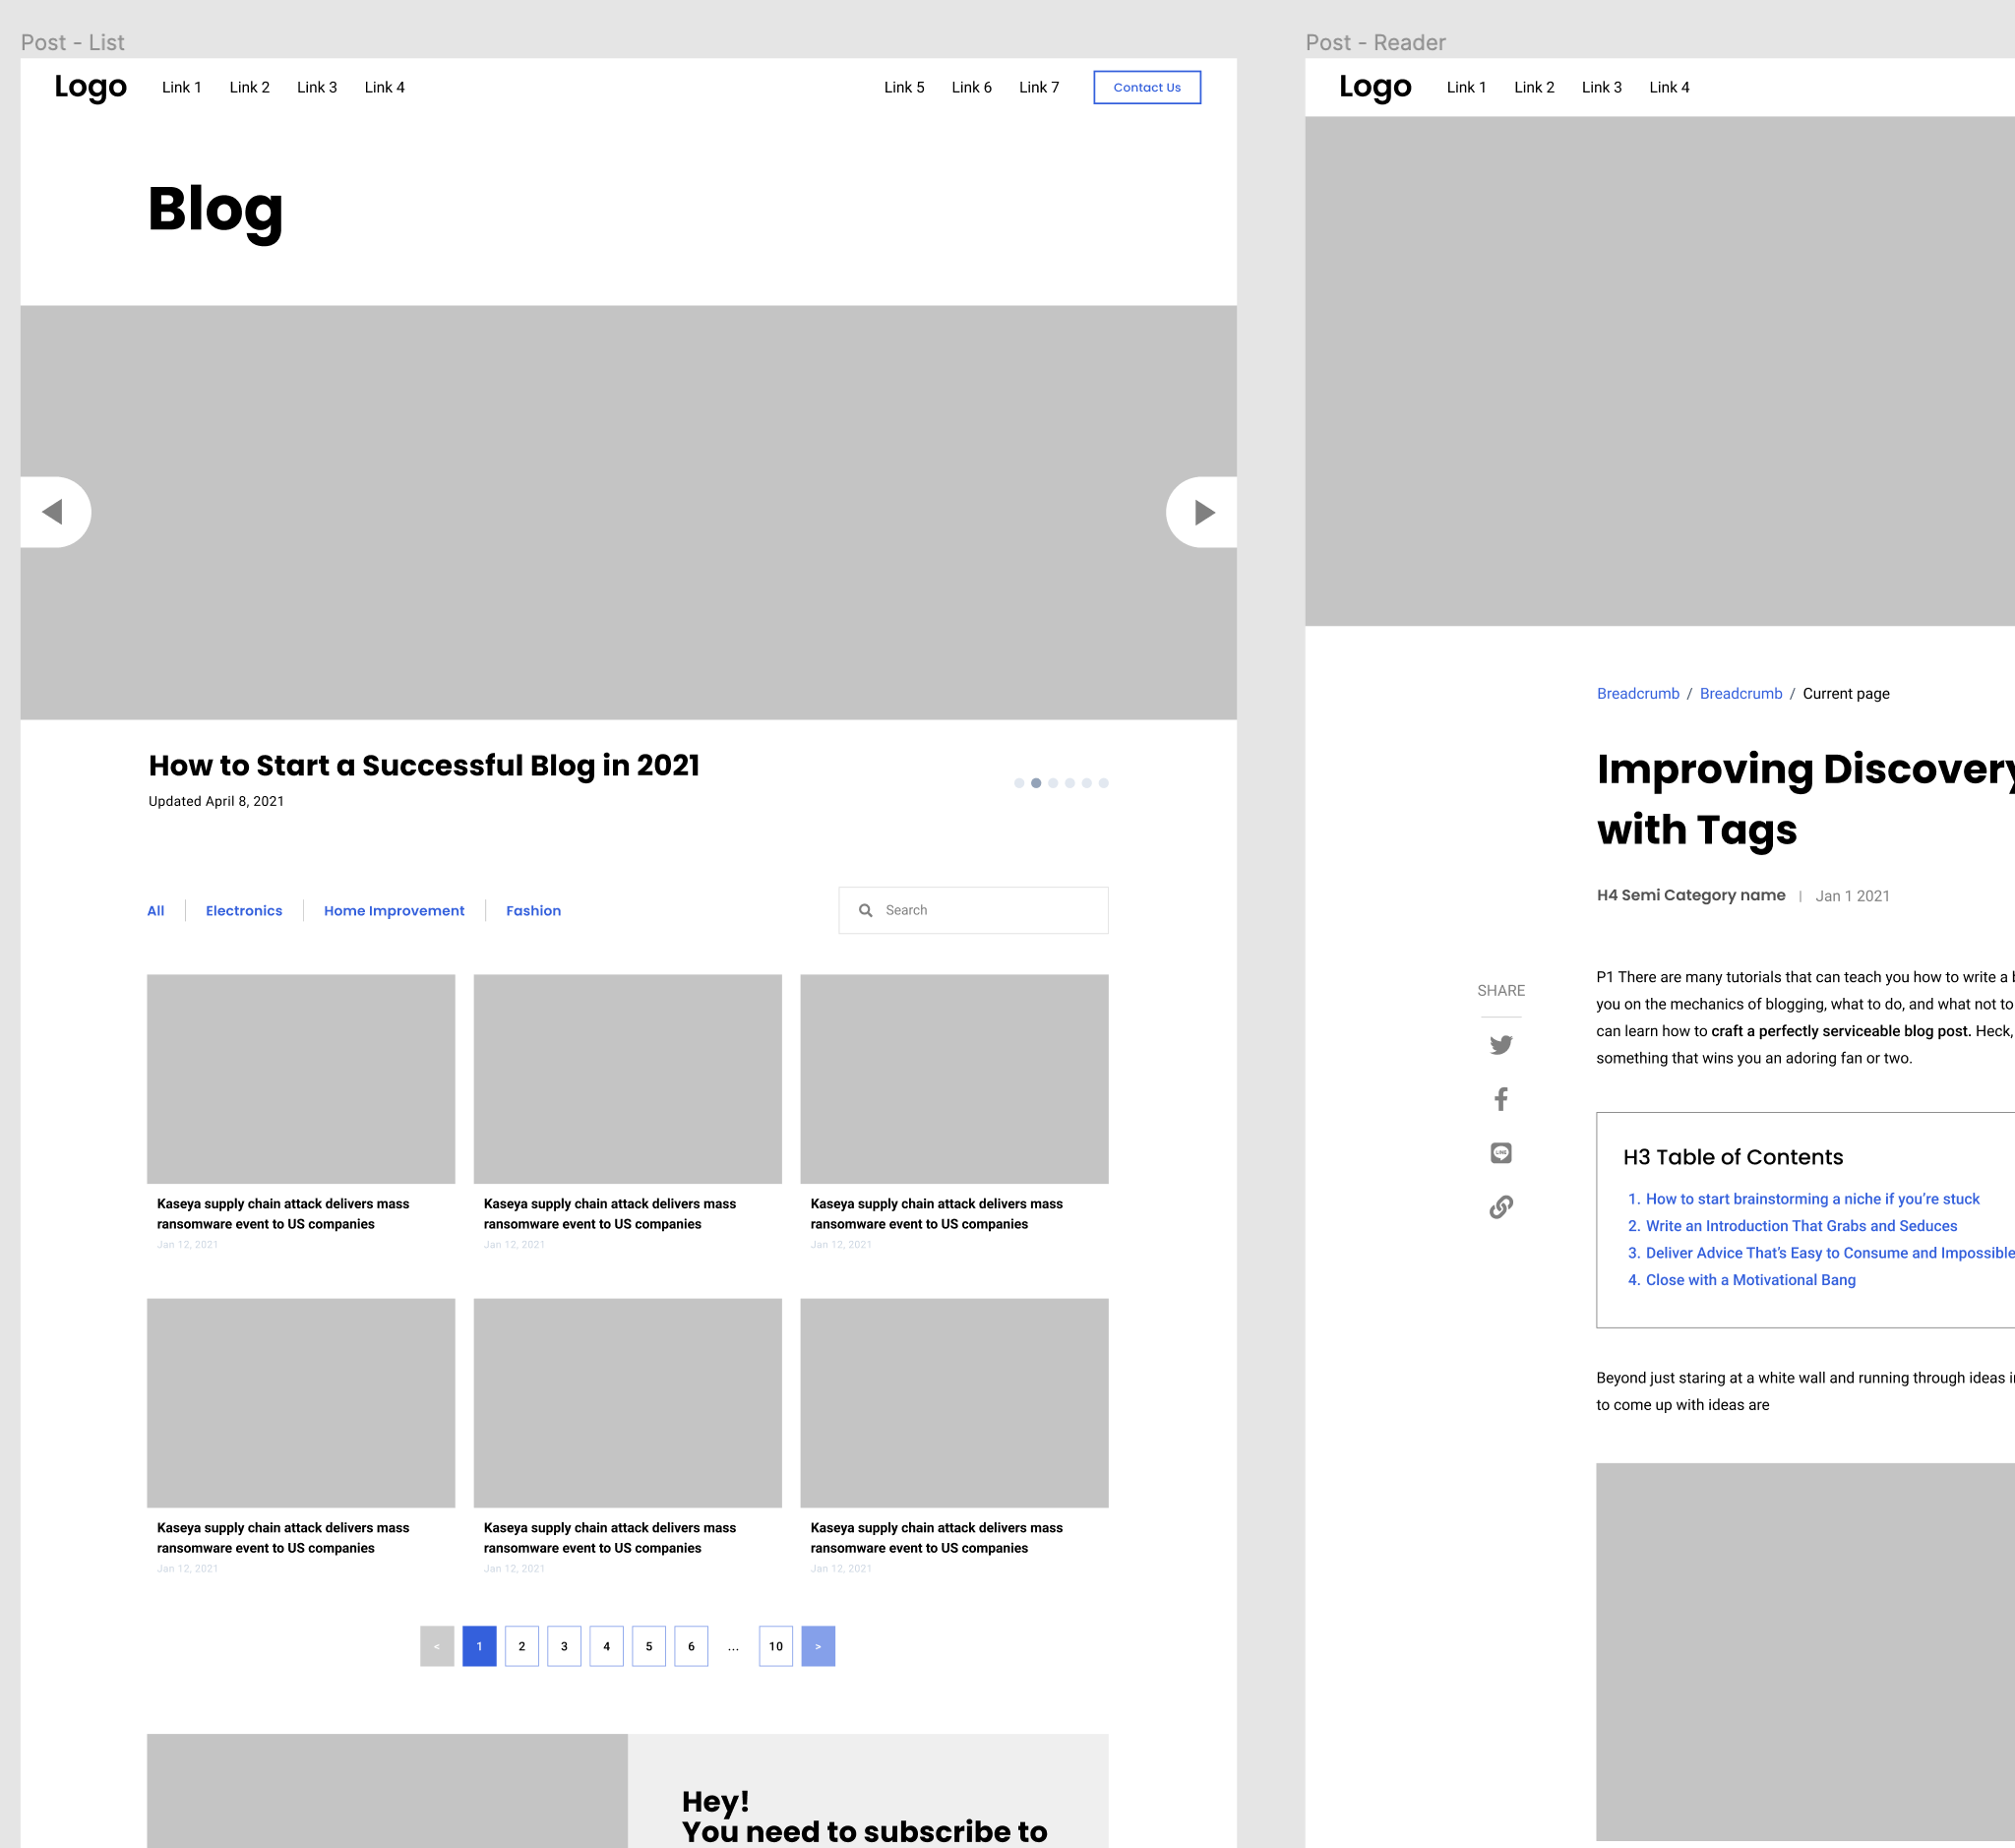 Post - List
Logo Link 1 Link 2 Link 3 Link 4 Link 5 Link 6 Link 7 Contact Us
Blog
How to Start a Successful Blog in 2021
Updated April 8, 2021
All Electronics Home Improvement Fashion Search
Kaseya supply chain attack delivers mass
ransomware event to US companies
Jan 12, 2021
Kaseya supply chain attack delivers mass
ransomware event to US companies
Jan 12, 2021
Kaseya supply chain attack delivers mass
ransomware event to US companies
Jan 12, 2021
Kaseya supply chain attack delivers mass
ransomware event to US companies
Jan 12, 2021
Kaseya supply chain attack delivers mass
ransomware event to US companies
Jan 12, 2021
Kaseya supply chain attack delivers mass
ransomware event to US companies
Jan 12, 2021
< 1 2 3 4 5 6 ... 10 >
Hey!
You need to subscribe to
Post - Reader
Logo Link 1 Link 2 Link 3 Link 4
Breadcrumb / Breadcrumb / Current page
Improving Discovery
with Tags
H4 Semi Category name | Jan 1 2021
SHARE
LINE
P1 There are many tutorials that can teach you how to write a
you on the mechanics of blogging, what to do, and what not to
can learn how to craft a perfectly serviceable blog post. Heck,
something that wins you an adoring fan or two.
H3 Table of Contents
1. How to start brainstorming a niche if you’re stuck
2. Write an Introduction That Grabs and Seduces
3. Deliver Advice That’s Easy to Consume and Impossible
4. Close with a Motivational Bang
Beyond just staring at a white wall and running through ideas
to come up with ideas are